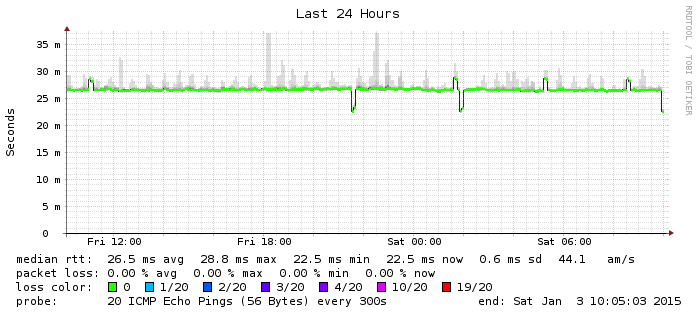 Last 24 Hours
RRDTOOL / TOBI OETIKER
Seconds
35 m
30 m
25 m
20 m
15 m
10 m
5 m
0
Fri 12:00 Fri 18:00 Sat 00:00 Sat 06:00
median rtt: 26.5 ms avg 28.8 ms max 22.5 ms min 22.5 ms now 0.6 ms sd 44.1 am/s
packet loss: 0.00 % avg 0.00 % max 0.00 % min 0.00 % now
loss color: 0 1/20 2/20 3/20 4/20 10/20 19/20
probe: 20 ICMP Echo Pings (56 Bytes) every 300s end: Sat Jan 3 10:05:03 2015